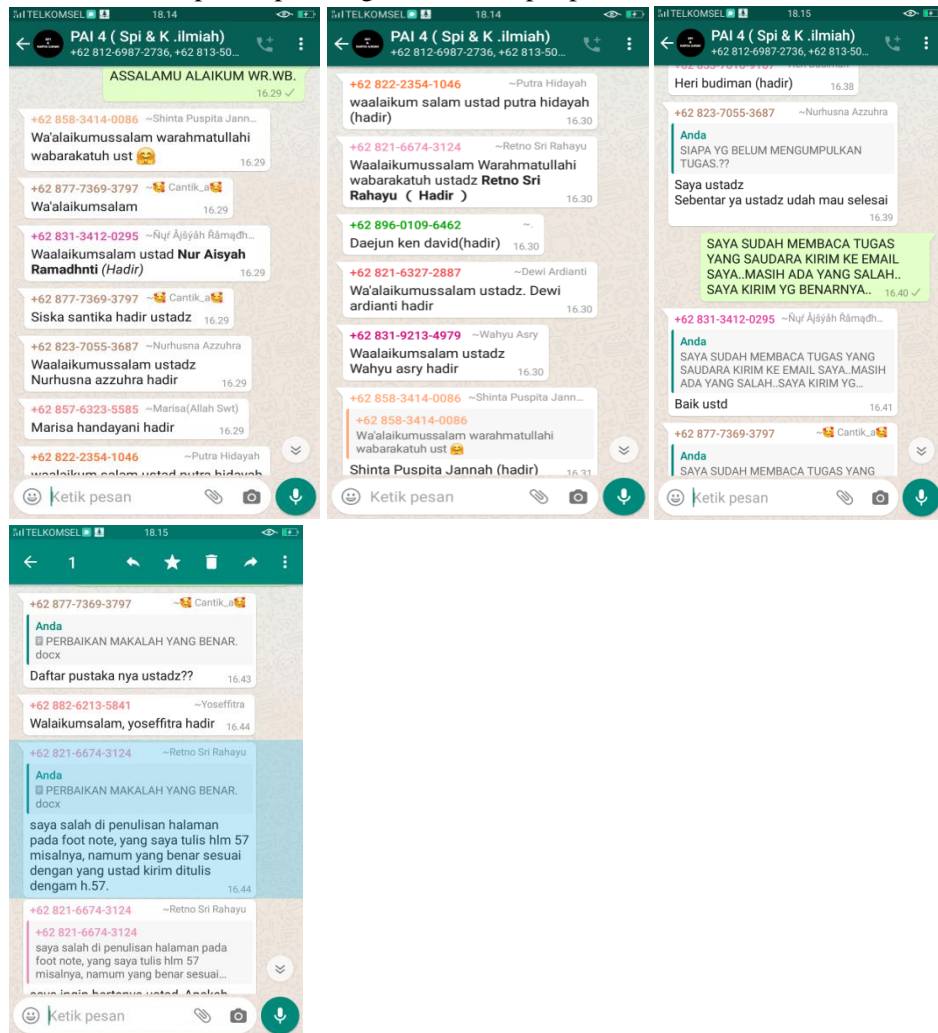 TELKOMSEL 18.14
PAI 4 ( Spi & K .ilmiah)
+62 812-6987-2736, +62 813-50...
ASSALAMU ALAIKUM WR.WB.
16.29
+62 858-3414-0086 ~Shinta Puspita Jann...
Wa'alaikumussalam warahmatullahi
wabarakatuh ust 🤗
16.29
+62 877-7369-3797 ~🥰 Cantik_a🥰
Wa'alaikumsalam 16.29
+62 831-3412-0295
Waalaikumussalam ustad Nur Aisyah
Ramadhnti (Hadir) 16.29
+62 877-7369-3797 ~🥰 Cantik_a🥰
Siska santika hadir ustadz 16.29
+62 823-7055-3687 ~Nurhusna Azzuhra
Waalaikumussalam ustadz
Nurhusna azzuhra hadir 16.29
+62 857-6323-5585 ~Marisa(Allah Swt)
Marisa handayani hadir 16.29
+62 822-2354-1046 ~Putra Hidayah
waalaikum salam ustad putra hidayah
Ketik pesan
TELKOMSEL 18.14
PAI 4 ( Spi & K .ilmiah)
+62 812-6987-2736, +62 813-50...
+62 822-2354-1046 ~Putra Hidayah
waalaikum salam ustad putra hidayah
(hadir) 16.30
+62 821-6674-3124 ~Retno Sri Rahayu
Waalaikumussalam Warahmatullahi
wabarakatuh ustadz Retno Sri
Rahayu ( Hadir ) 16.30
+62 896-0109-6462 ~.
Daejun ken david(hadir) 16.30
+62 821-6327-2887 ~Dewi Ardianti
Wa'alaikumussalam ustadz. Dewi
ardianti hadir 16.30
+62 831-9213-4979 ~Wahyu Asry
Waalaikumsalam ustadz
Wahyu asry hadir 16.30
+62 858-3414-0086 ~Shinta Puspita Jann...
+62 858-3414-0086
Wa'alaikumussalam warahmatullahi
wabarakatuh ust 🤗
Shinta Puspita Jannah (hadir) 16.31
Ketik pesan
TELKOMSEL 18.15
PAI 4 ( Spi & K .ilmiah)
+62 812-6987-2736, +62 813-50...
Heri budiman (hadir) 16.38
+62 823-7055-3687 ~Nurhusna Azzuhra
Anda
SIAPA YG BELUM MENGUMPULKAN
TUGAS.??
Saya ustadz
Sebentar ya ustadz udah mau selesai
16.39
SAYA SUDAH MEMBACA TUGAS
YANG SAUDARA KIRIM KE EMAIL
SAYA..MASIH ADA YANG SALAH..
SAYA KIRIM YG BENARNYA.. 16.40
+62 831-3412-0295
Anda
SAYA SUDAH MEMBACA TUGAS YANG
SAUDARA KIRIM KE EMAIL SAYA..MASIH
ADA YANG SALAH..SAYA KIRIM YG...
Baik ustd 16.41
+62 877-7369-3797 ~🥰 Cantik_a🥰
Anda
SAYA SUDAH MEMBACA TUGAS YANG
Ketik pesan
TELKOMSEL 18.15
1
+62 877-7369-3797 ~🥰 Cantik_a🥰
Anda
PERBAIKAN MAKALAH YANG BENAR.
docx
Daftar pustaka nya ustadz?? 16.43
+62 882-6213-5841 ~Yoseffitra
Walaikumsalam, yoseffitra hadir 16.44
+62 821-6674-3124 ~Retno Sri Rahayu
Anda
PERBAIKAN MAKALAH YANG BENAR.
docx
saya salah di penulisan halaman
pada foot note, yang saya tulis hlm 57
misalnya, namum yang benar sesuai
dengan yang ustad kirim ditulis
dengam h.57. 16.44
+62 821-6674-3124 ~Retno Sri Rahayu
+62 821-6674-3124
saya salah di penulisan halaman pada
foot note, yang saya tulis hlm 57
misalnya, namum yang benar sesuai...
Ketik pesan